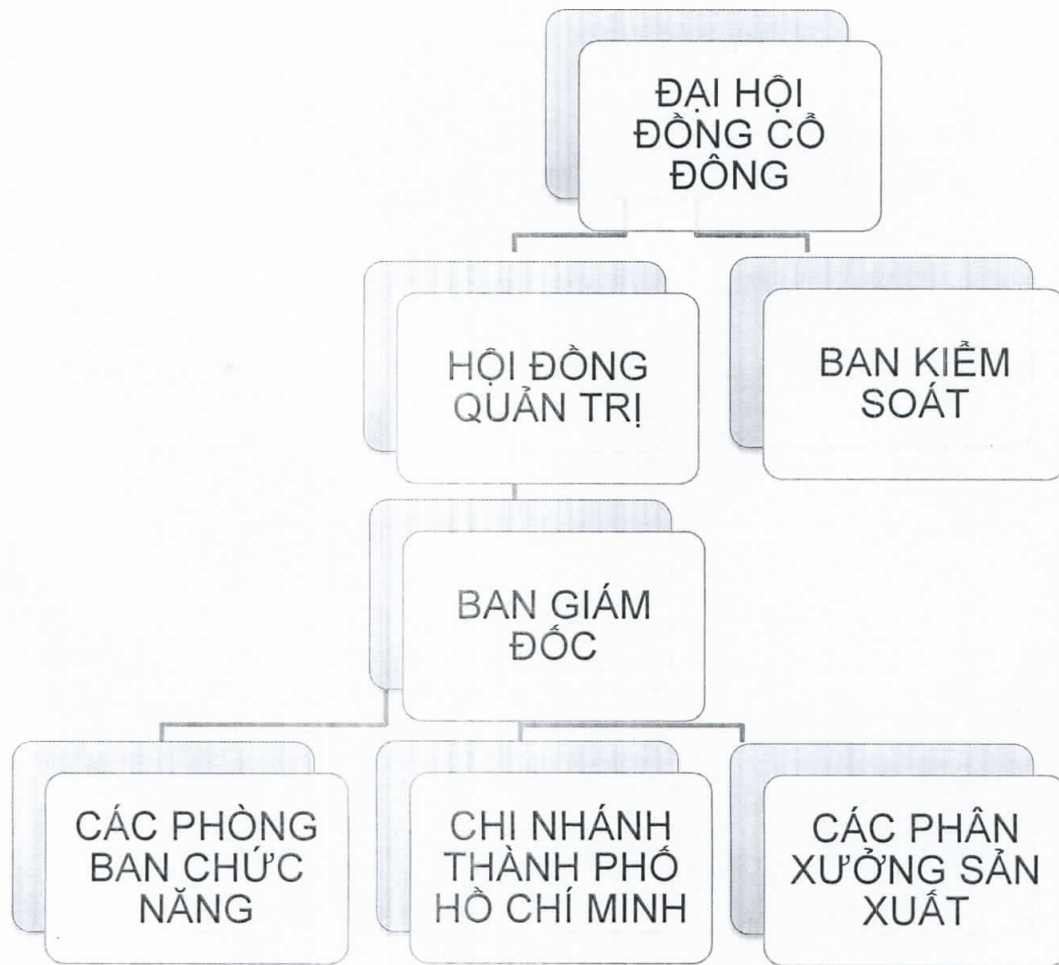 ĐẠI HỘI
ĐỒNG CỔ
ĐÔNG
HỘI ĐỒNG
QUẢN TRỊ
BAN KIỂM
SOÁT
BAN GIÁM
ĐỐC
CÁC PHÒNG
BAN CHỨC
NĂNG
CHI NHÁNH
THÀNH PHỐ
HỒ CHÍ MINH
CÁC PHÂN
XƯỞNG SẢN
XUẤT